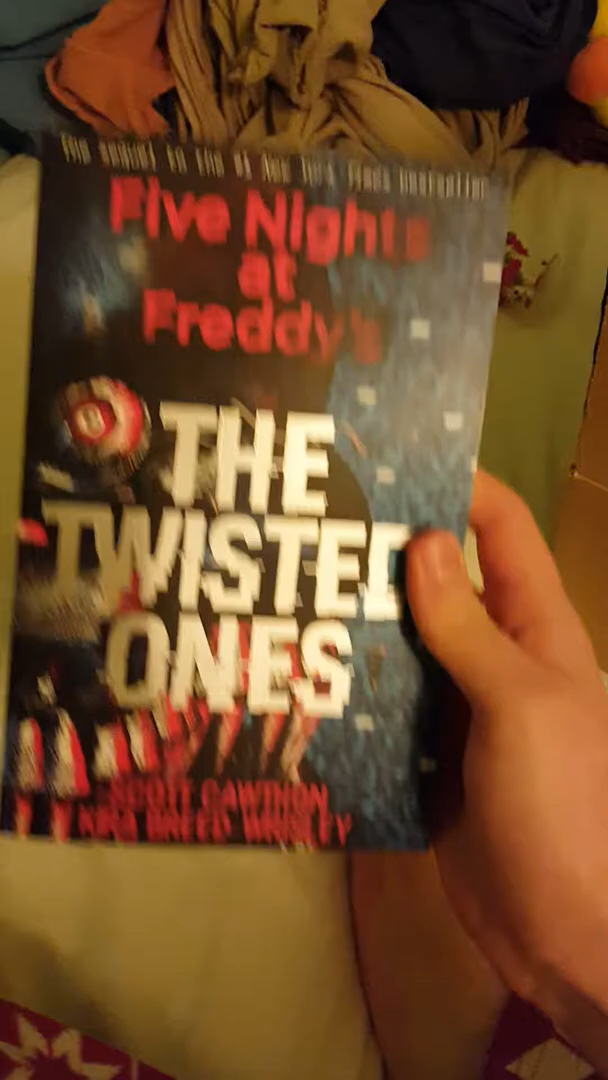 THE SEQUEL TO THE #1 NEW YORK TIMES BESTSELLER
Five Nights
at
Freddy's
THE
TWISTED
ONES
SCOTT CAWTHON
KIRA BREED-WRISLEY